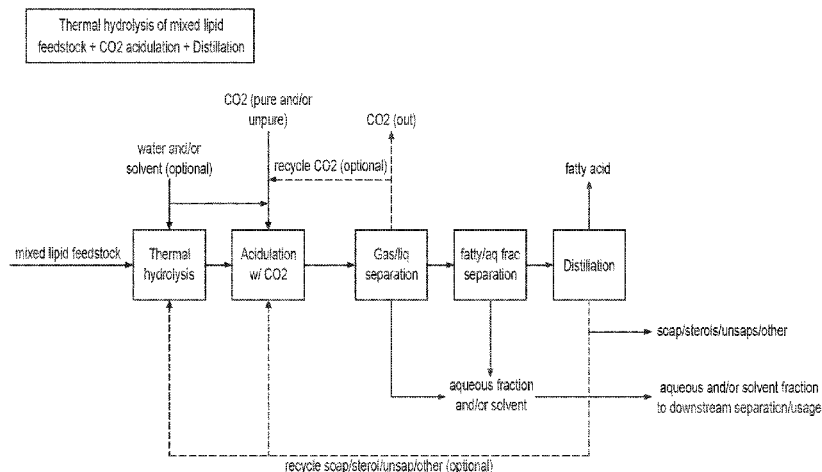 Thermal hydrolysis of mixed lipid
feedstock + CO2 acidulation + Distillation
CO2 (pure and/or
unpure)
CO2 (out)
water and/or
solvent (optional)
recycle CO2 (optional)
fatty acid
mixed lipid feedstock
Thermal
hydrolysis
Acidulation
w/ CO2
Gas/liq
separation
fatty/aq frac
separation
Distillation
soap/sterols/unsaps/other
aqueous fraction
and/or solvent
aqueous and/or solvent fraction
to downstream separation/usage
recycle soap/sterol/unsap/other (optional)